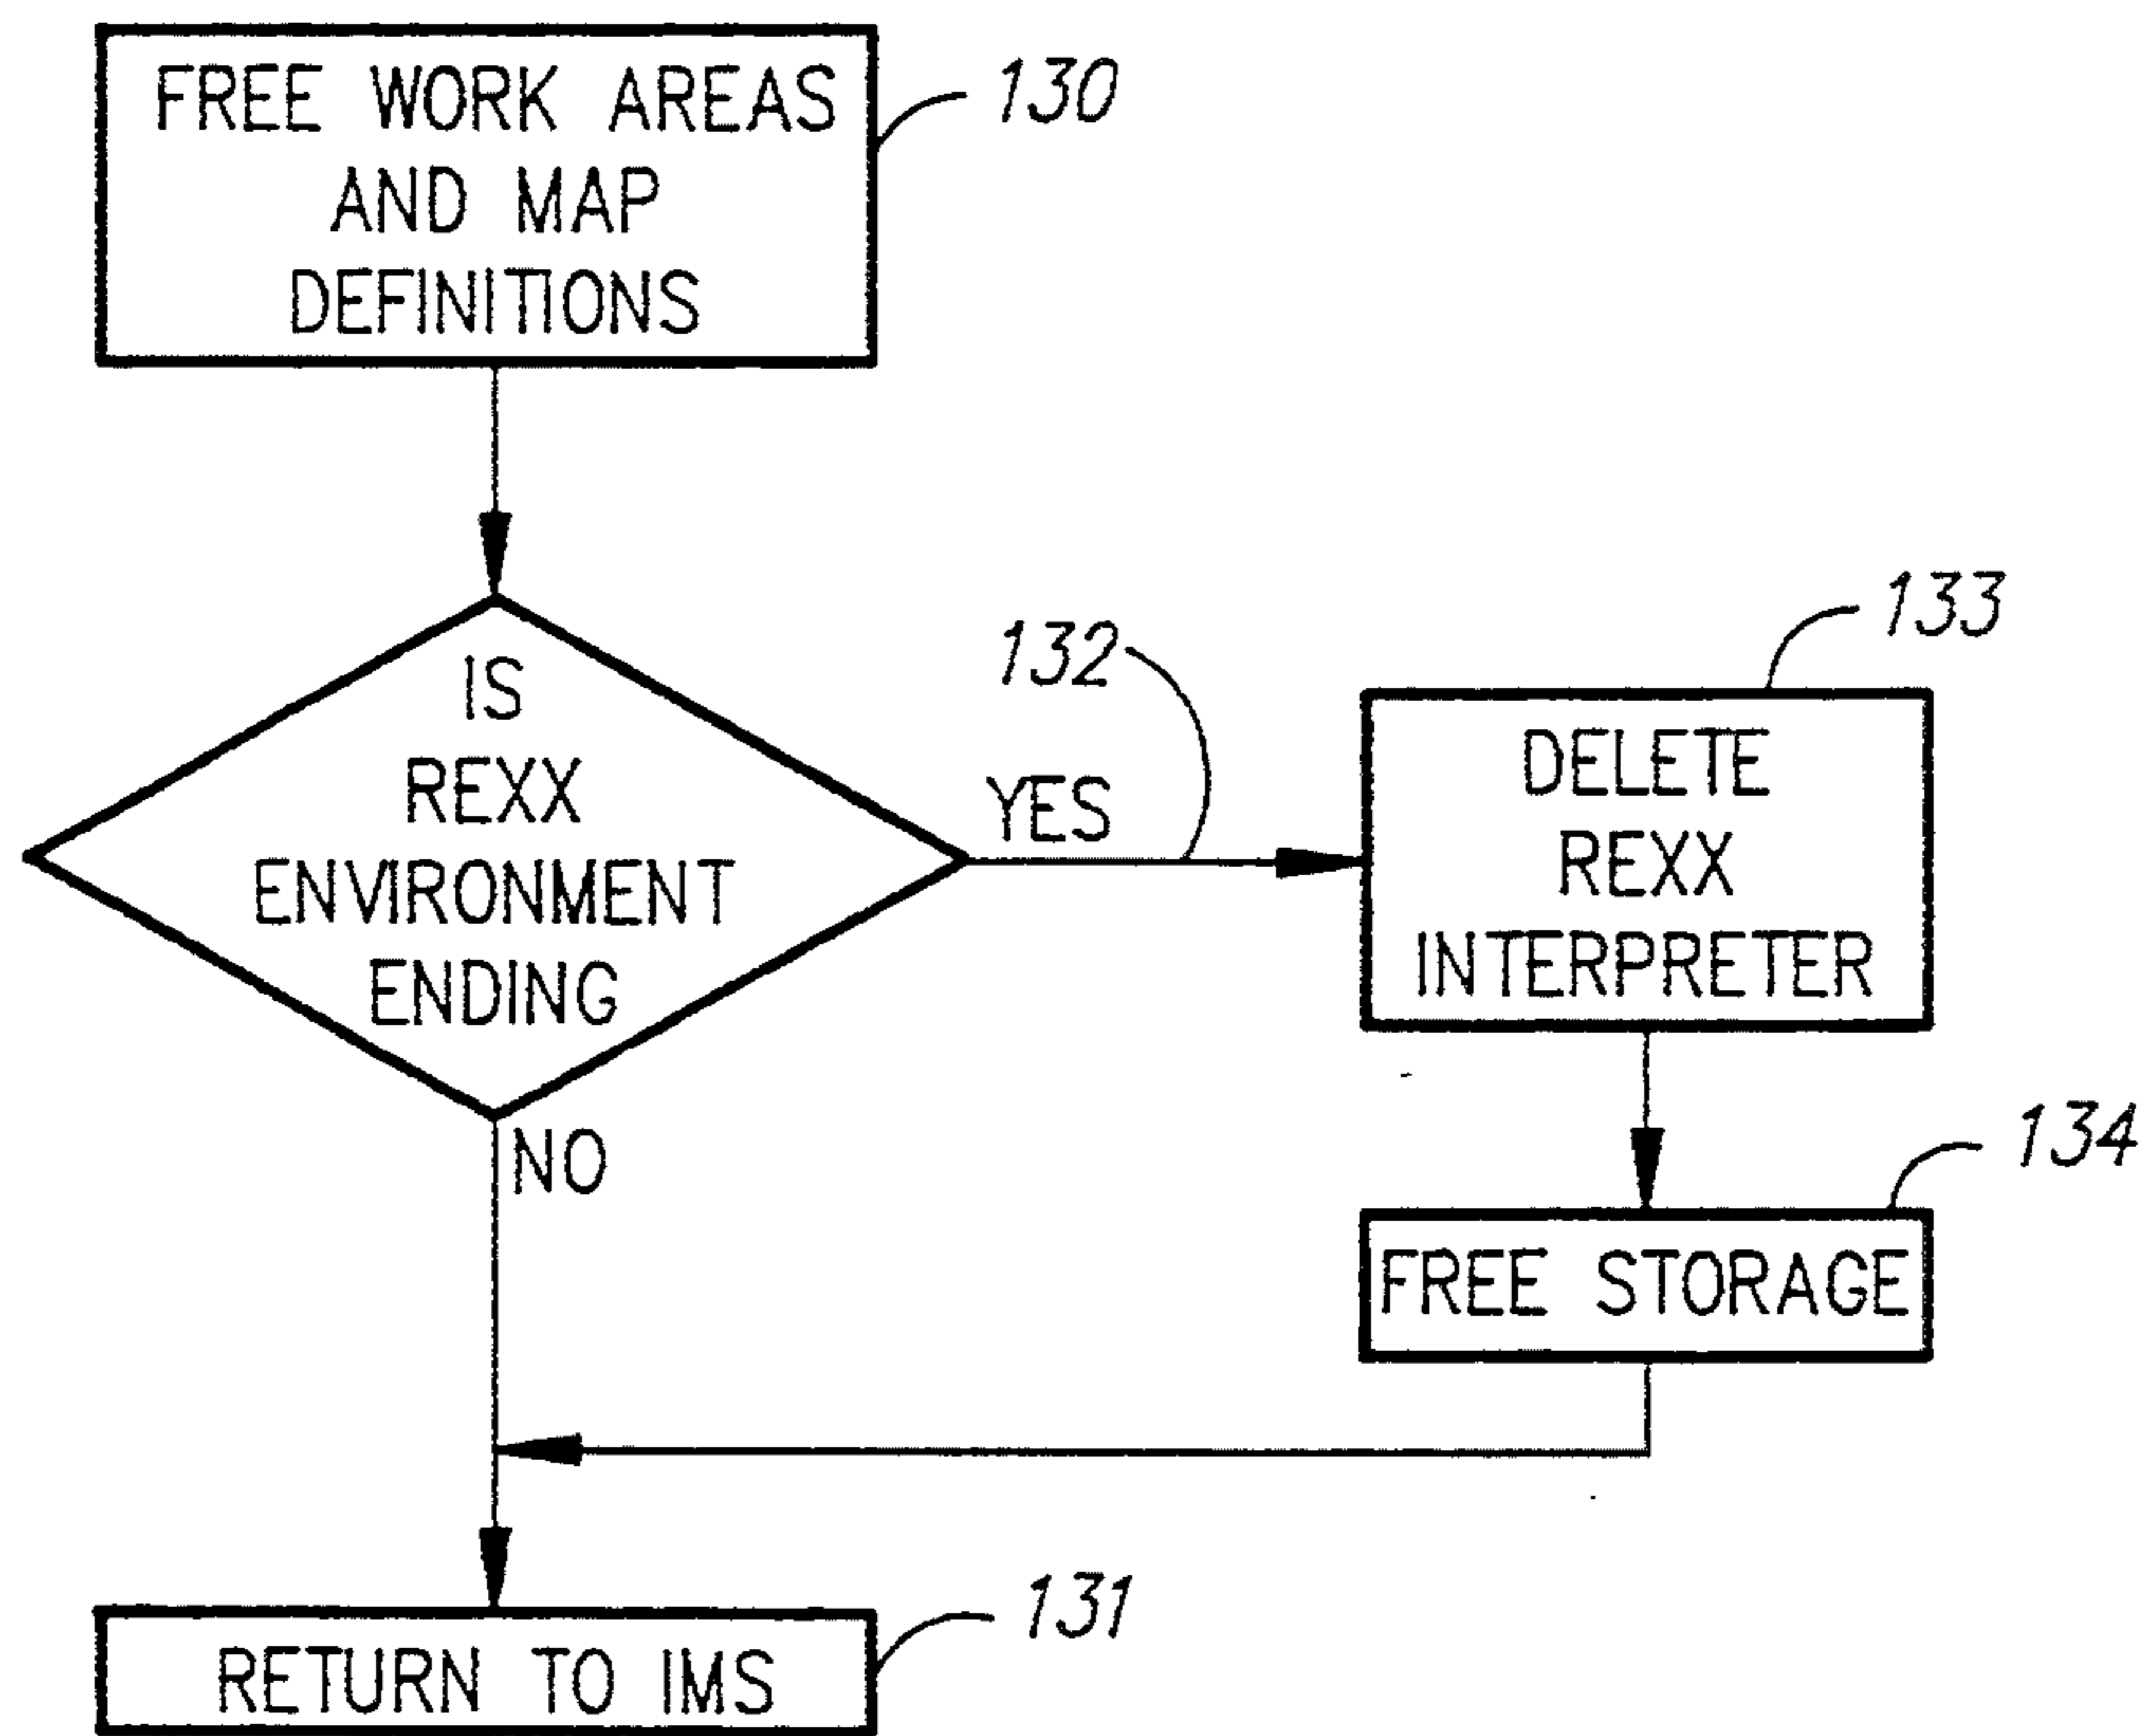 FREE WORK AREAS
AND MAP
DEFINITIONS
130
IS
REXX
ENVIRONMENT
ENDING
YES
132
DELETE
REXX
INTERPRETER
133
NO
FREE STORAGE
134
RETURN TO IMS
131